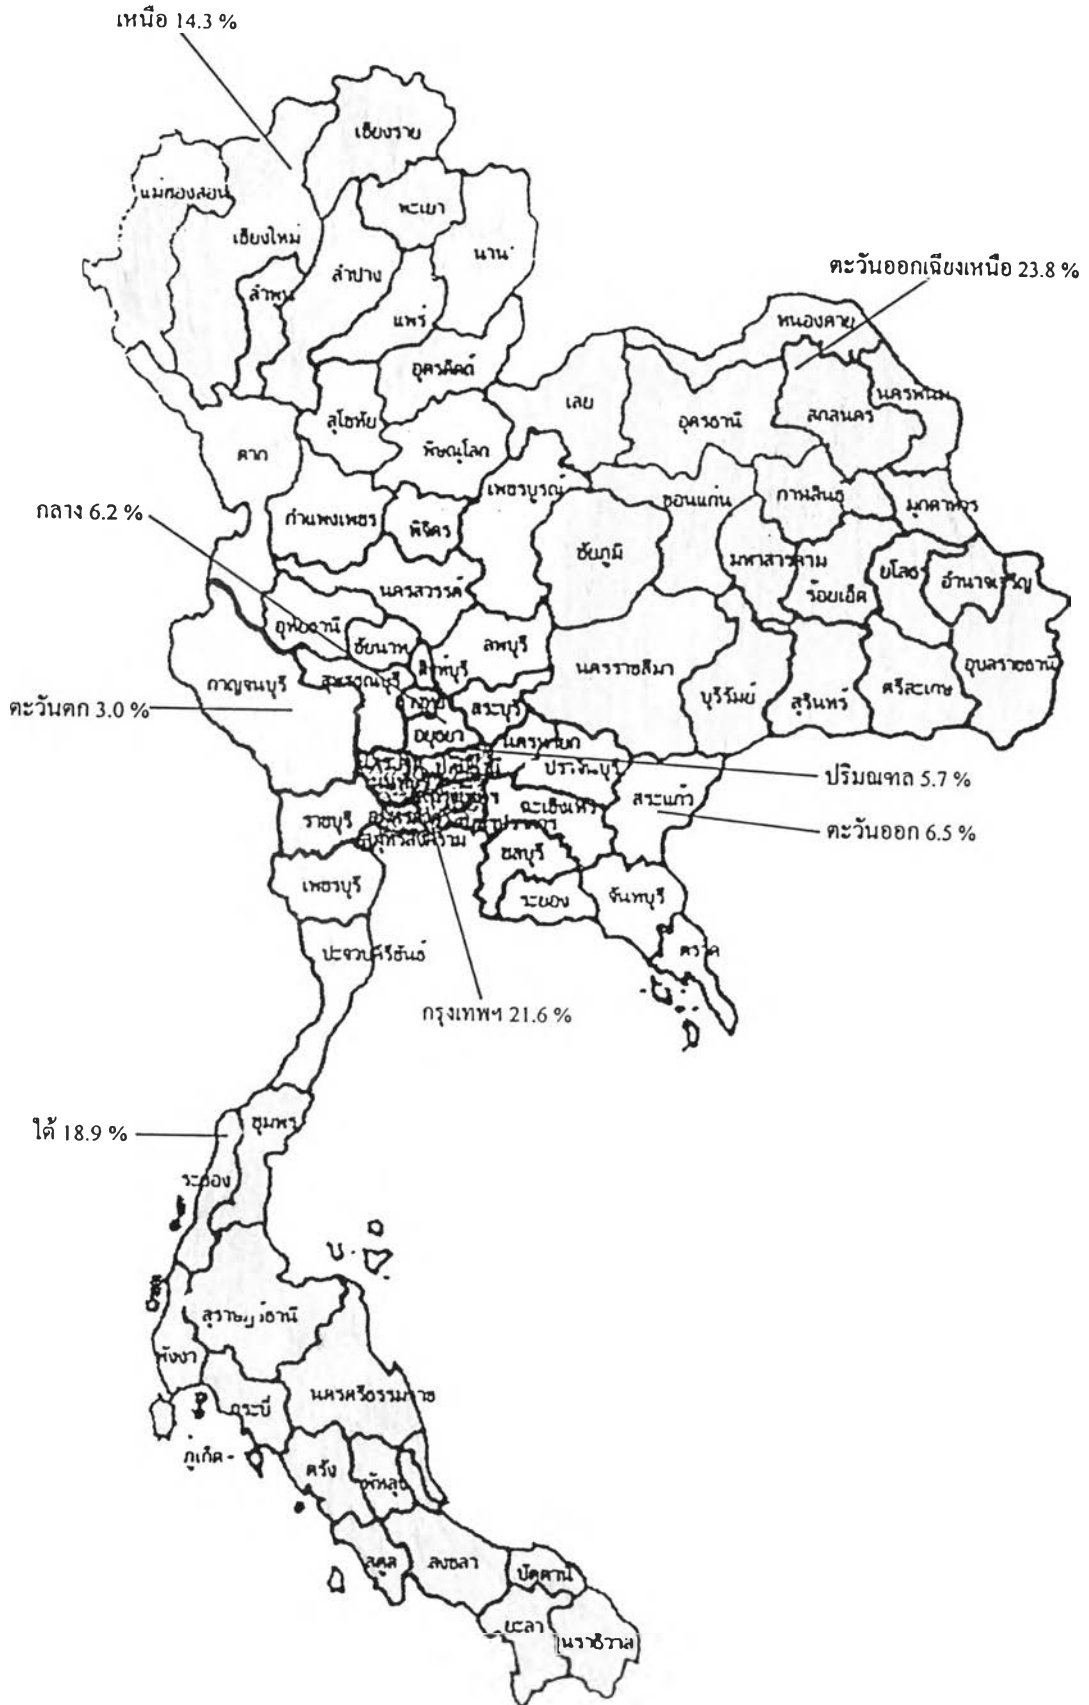 เหนือ 14.3 %
เชียงราย
แม่ฮ่องสอน
พะเยา
เชียงใหม่
น่าน
ลำปาง
ลำพูน
ตะวันออกเฉียงเหนือ 23.8 %
แพร่
หนองคาย
อุตรดิตถ์
เลย
นครพนม
สุโขทัย
อุดรธานี
สกลนคร
ตาก
พิษณุโลก
เพชรบูรณ์
ขอนแก่น
กาฬสินธุ์
มุกดาหาร
กลาง 6.2 %
กำแพงเพชร
พิจิตร
ชัยภูมิ
มหาสารคาม
ยโสธร
อำนาจเจริญ
ร้อยเอ็ด
นครสวรรค์
อุทัยธานี
ชัยนาท
ลพบุรี
สิงห์บุรี
นครราชสีมา
อุบลราชธานี
กาญจนบุรี
สุพรรณบุรี
บุรีรัมย์
สุรินทร์
ศรีสะเกษ
ตะวันตก 3.0 %
สระบุรี
อยุธยา
นครนายก
ปราจีนบุรี
ปริมณฑล 5.7 %
สระแก้ว
ฉะเชิงเทรา
ราชบุรี
ตะวันออก 6.5 %
ชลบุรี
เพชรบุรี
ระยอง
จันทบุรี
ตราด
ประจวบคีรีขันธ์
กรุงเทพฯ 21.6 %
ชุมพร
ใต้ 18.9 %
ระนอง
สุราษฎร์ธานี
พังงา
นครศรีธรรมราช
กระบี่
ภูเก็ต
ตรัง
พัทลุง
สตูล
สงขลา
ปัตตานี
ยะลา
นราธิวาส